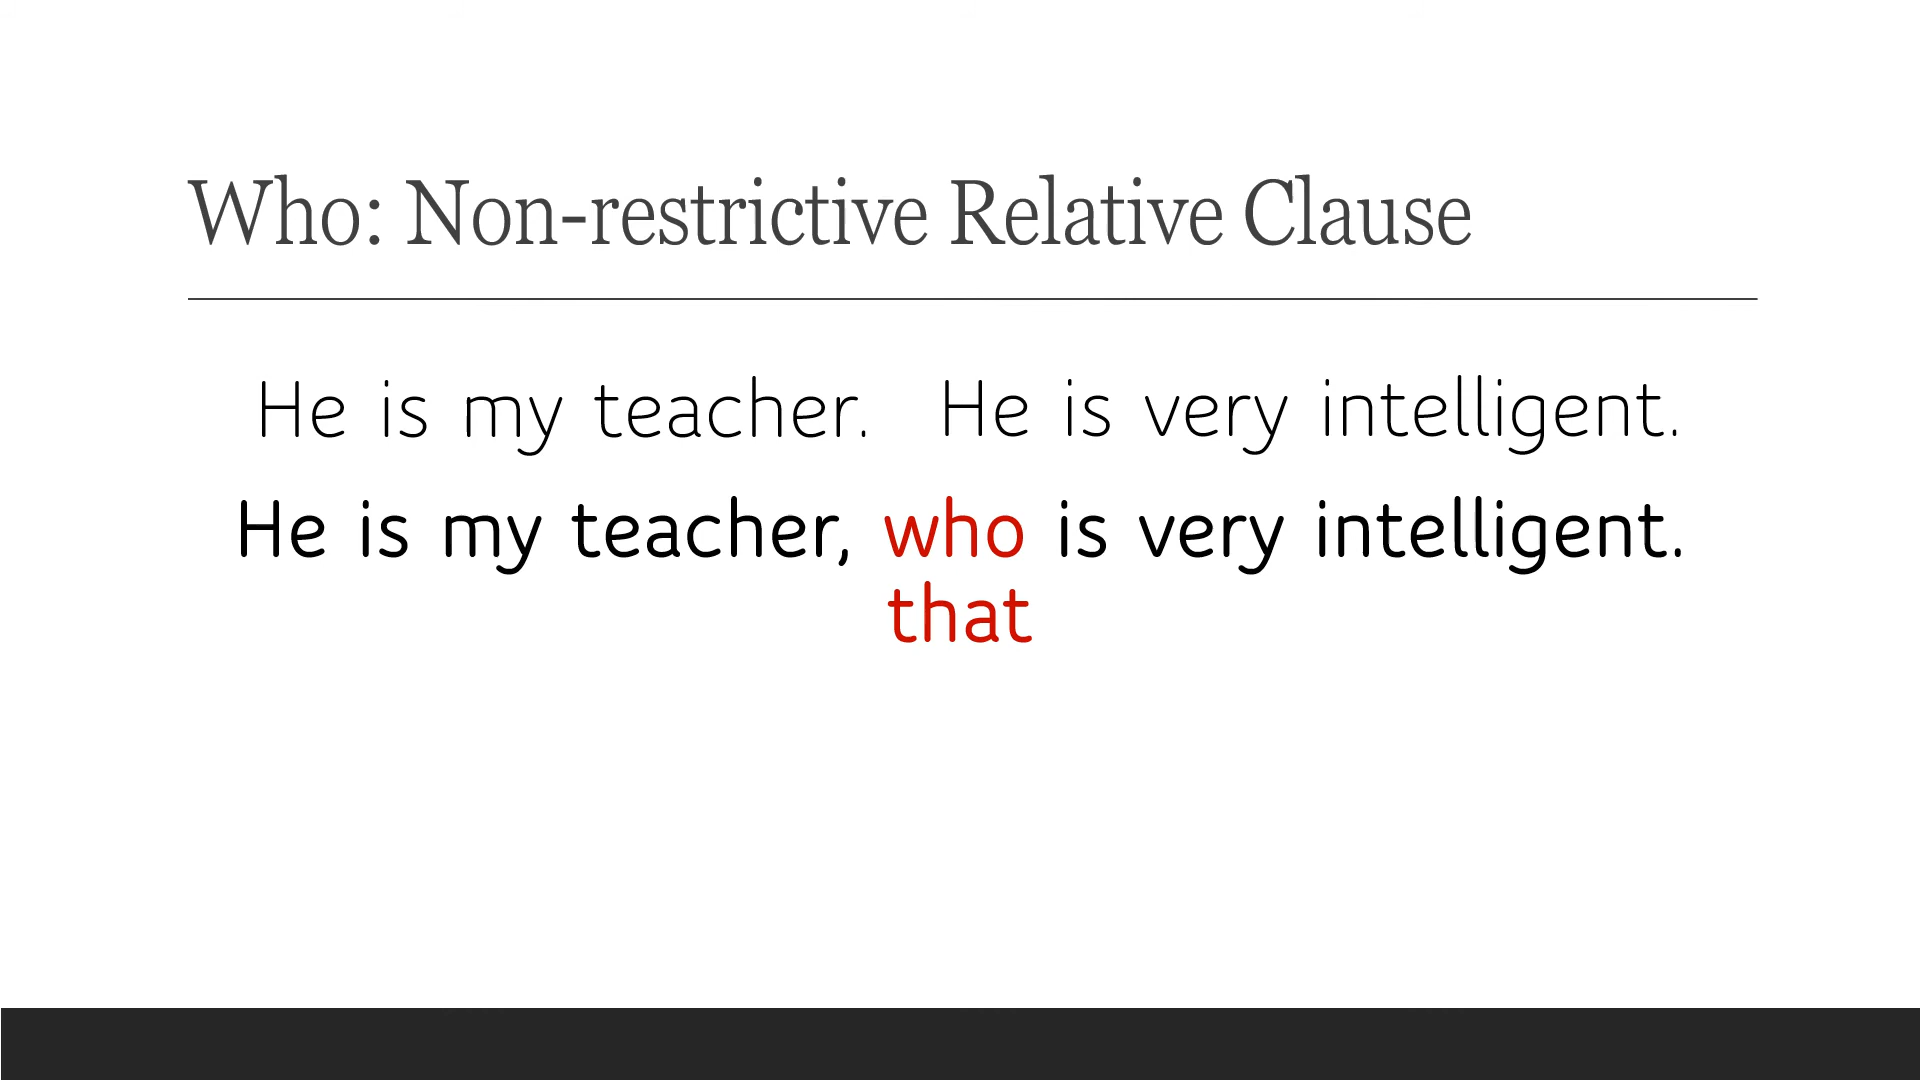 Who: Non-restrictive Relative Clause
He is my teacher. He is very intelligent.
He is my teacher, who is very intelligent.
that